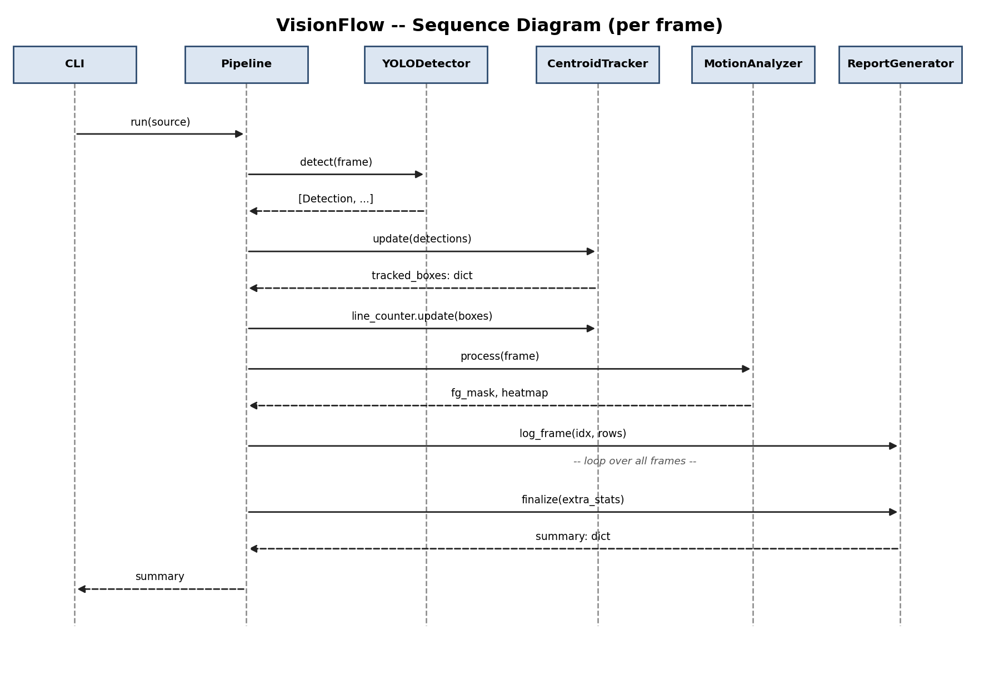 VisionFlow -- Sequence Diagram (per frame)
CLI
Pipeline
YOLODetector
CentroidTracker
MotionAnalyzer
ReportGenerator
run(source)
detect(frame)
[Detection, ...]
update(detections)
tracked_boxes: dict
line_counter.update(boxes)
process(frame)
fg_mask, heatmap
log_frame(idx, rows)
-- loop over all frames --
finalize(extra_stats)
summary: dict
summary